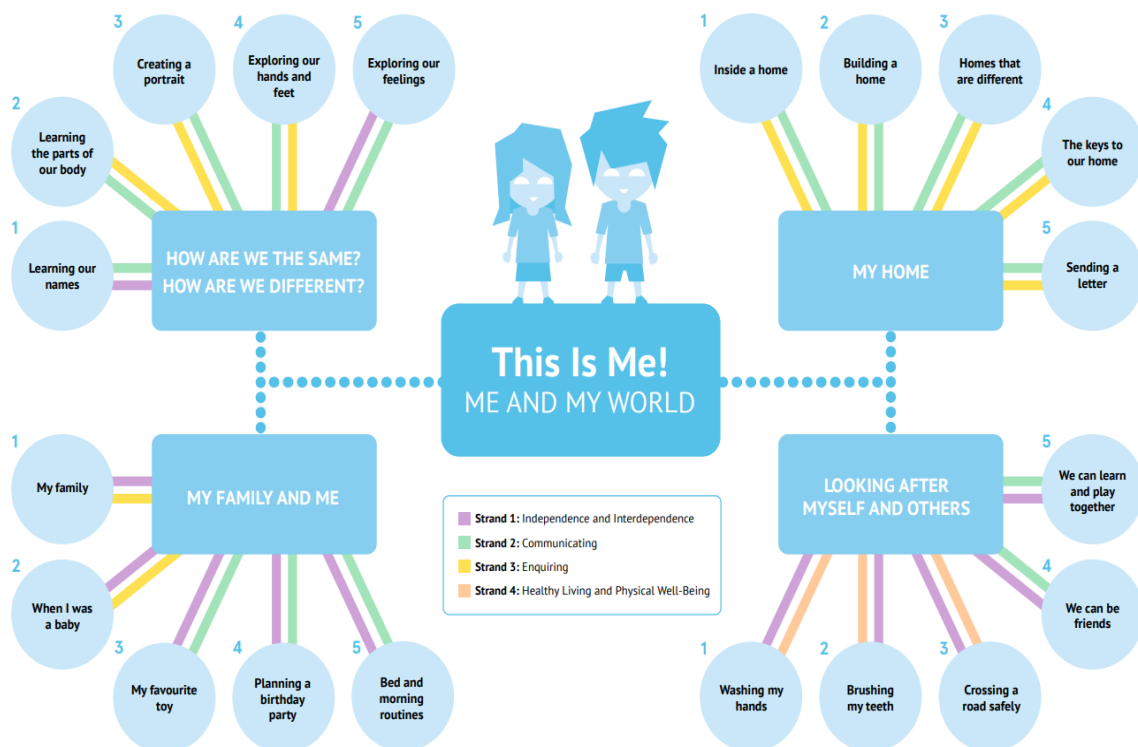 This Is Me!
ME AND MY WORLD
HOW ARE WE THE SAME?
HOW ARE WE DIFFERENT?
1
Learning our
names
2
Learning
the parts of
our body
3
Creating a
portrait
4
Exploring our
hands and
feet
5
Exploring our
feelings
MY HOME
1
Inside a home
2
Building a
home
3
Homes that
are different
4
The keys to
our home
5
Sending a
letter
MY FAMILY AND ME
1
My family
2
When I was
a baby
3
My favourite
toy
4
Planning a
birthday
party
5
Bed and
morning
routines
Strand 1: Independence and Interdependence
Strand 2: Communicating
Strand 3: Enquiring
Strand 4: Healthy Living and Physical Well-Being
LOOKING AFTER
MYSELF AND OTHERS
1
Washing my
hands
2
Brushing
my teeth
3
Crossing a
road safely
4
We can be
friends
5
We can learn
and play
together